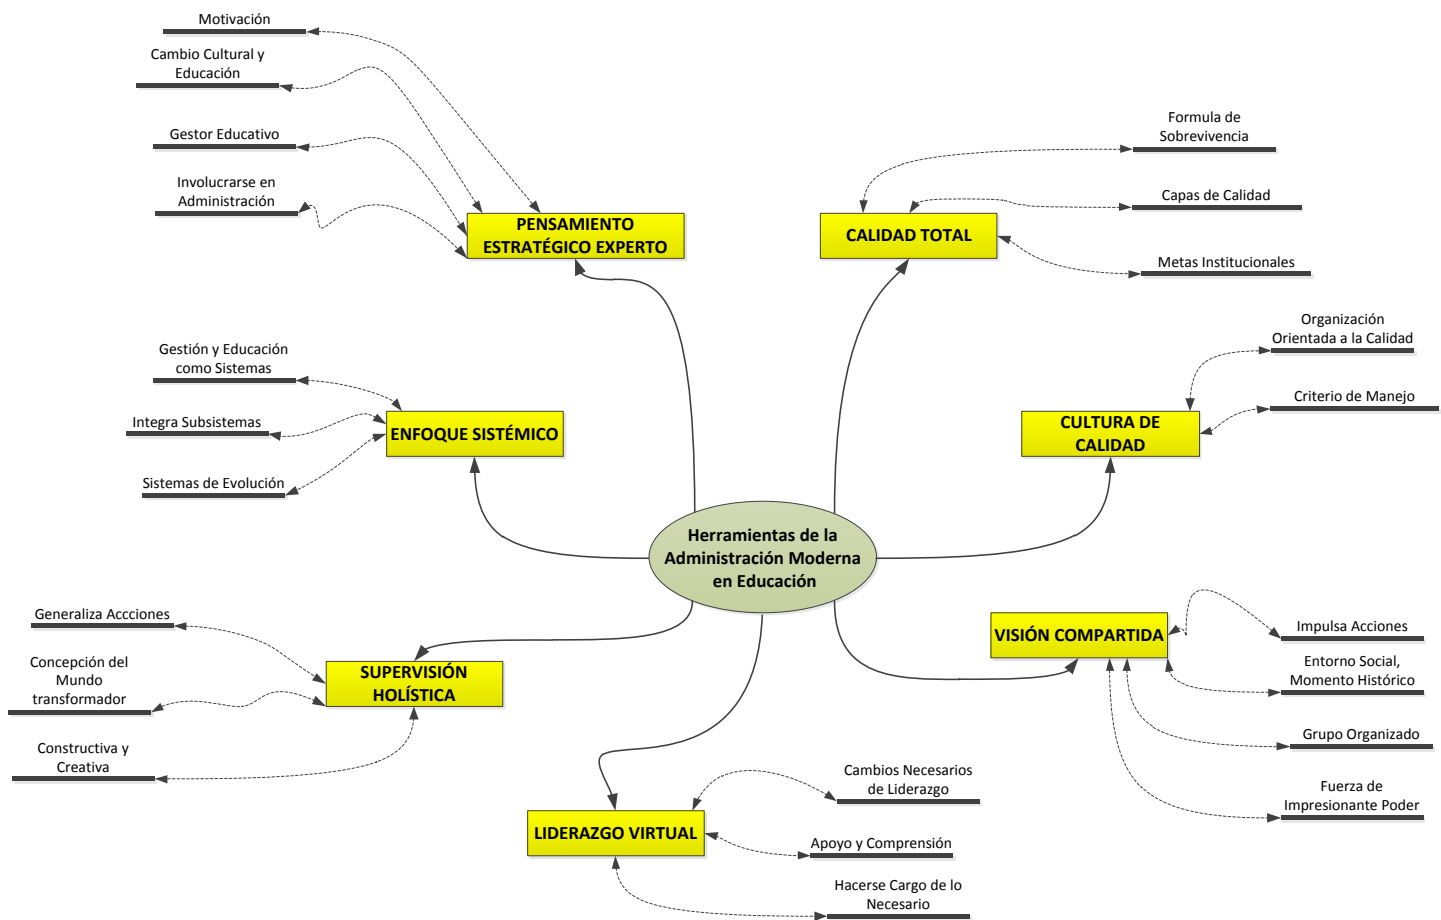 Motivación
Cambio Cultural y
Educación
Gestor Educativo
Involucrarse en
Administración
PENSAMIENTO
ESTRATÉGICO EXPERTO
Formula de
Sobrevivencia
Capas de Calidad
Metas Institucionales
CALIDAD TOTAL
Gestión y Educación
como Sistemas
Integra Subsistemas
Sistemas de Evolución
ENFOQUE SISTÉMICO
Organización
Orientada a la Calidad
Criterio de Manejo
CULTURA DE
CALIDAD
Herramientas de la
Administración Moderna
en Educación
Generaliza Accciones
Concepción del
Mundo
transformador
Constructiva y
Creativa
SUPERVISIÓN
HOLÍSTICA
VISIÓN COMPARTIDA
Impulsa Acciones
Entorno Social,
Momento Histórico
Grupo Organizado
Fuerza de
Impresionante Poder
LIDERAZGO VIRTUAL
Cambios Necesarios
de Liderazgo
Apoyo y Comprensión
Hacerse Cargo de lo
Necesario